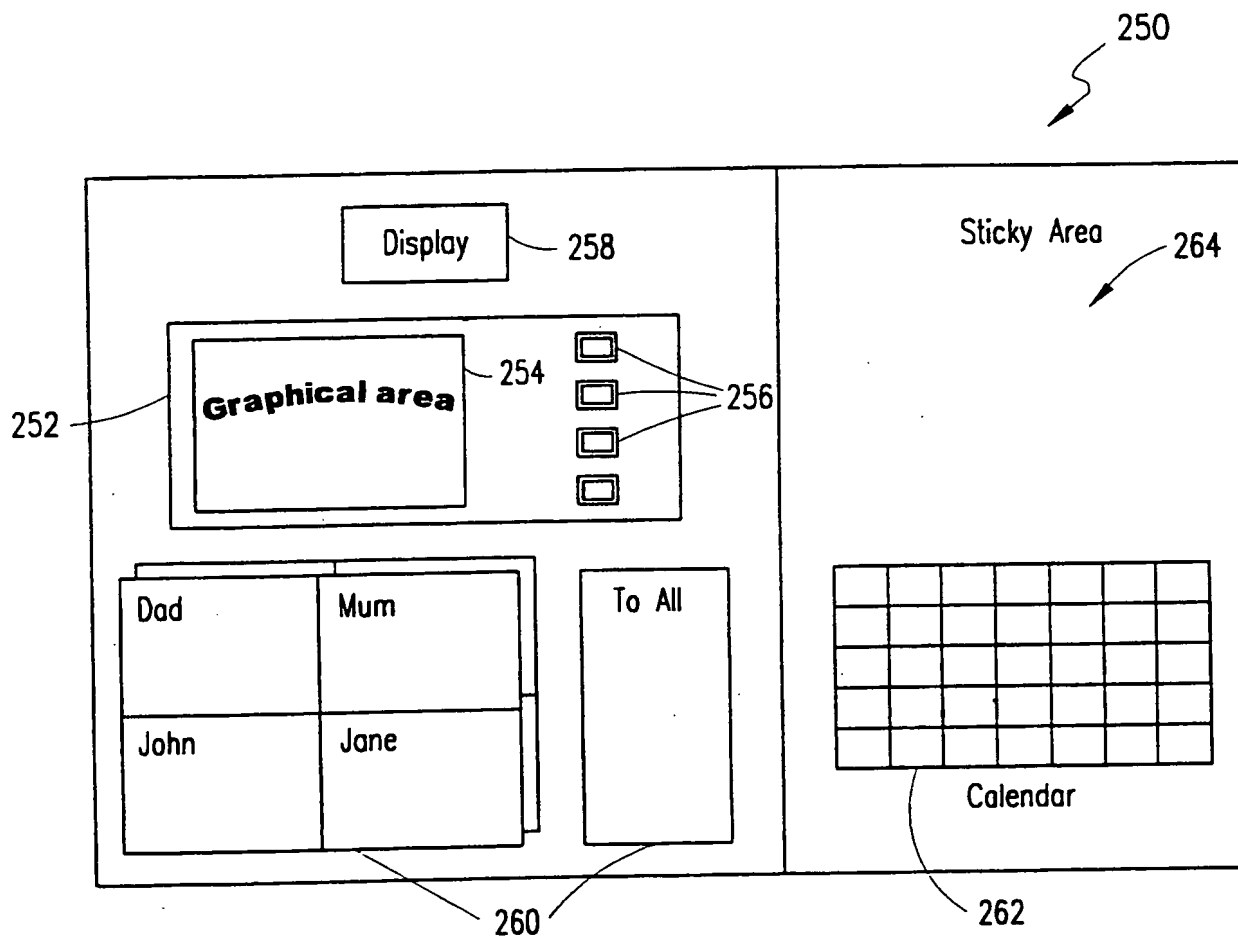 250
Sticky Area
264
Display
258
Graphical area
254
256
252
Dad
Mum
To All
John
Jane
Calendar
260
262